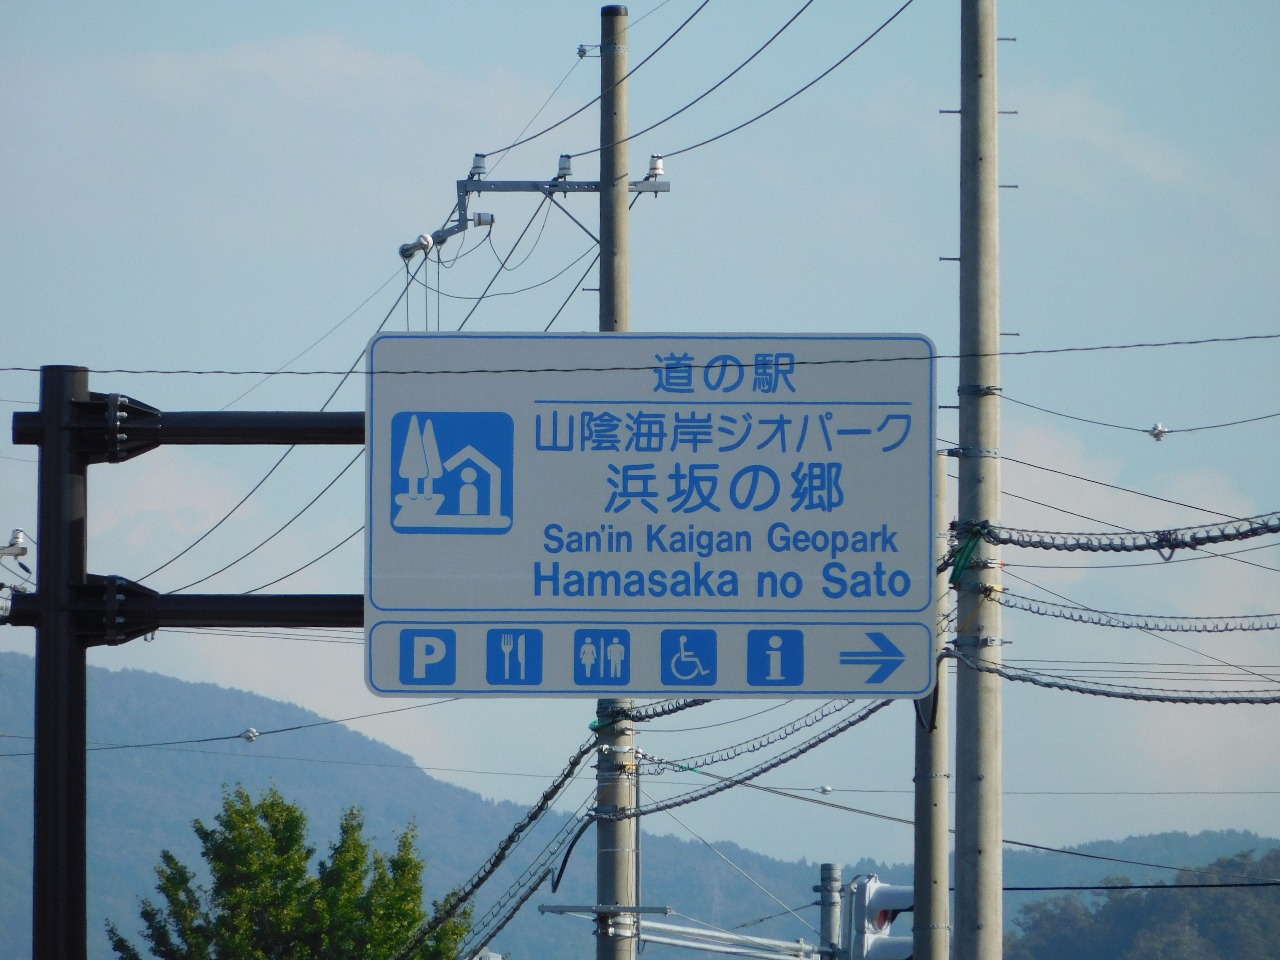 道の駅
山陰海岸ジオパーク
浜坂の郷
San'in Kaigan Geopark
Hamasaka no Sato
P i